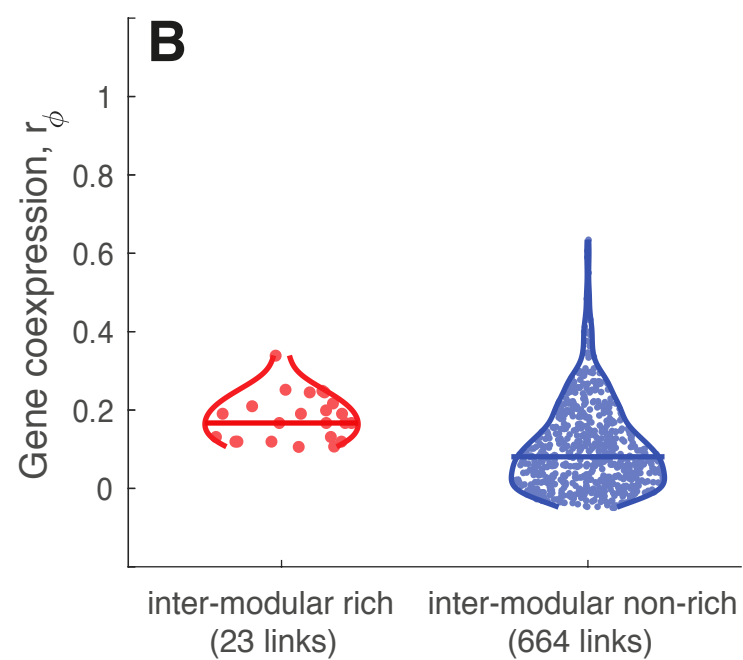 B
Gene coexpression, rϕ
1
0.8
0.6
0.4
0.2
0
inter-modular rich
(23 links)
inter-modular non-rich
(664 links)